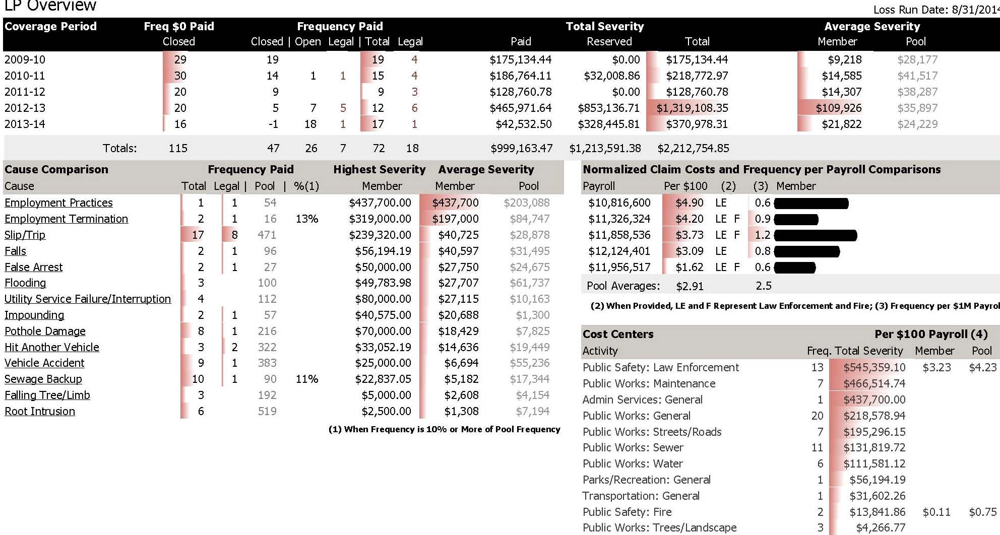 LP Overview
Loss Run Date: 8/31/2014
Coverage Period Freq $0 Paid Frequency Paid Total Severity Average Severity
Closed Closed | Open Legal | Total Legal Paid Reserved Total Member Pool
2009-10 29 19 19 4 $175,134.44 $0.00 $175,134.44 $9,218 $28,177
2010-11 30 14 1 1 15 4 $186,764.11 $32,008.86 $218,772.97 $14,585 $41,517
2011-12 20 9 9 3 $128,760.78 $0.00 $128,760.78 $14,307 $38,287
2012-13 20 5 7 5 12 6 $465,971.64 $853,136.71 $1,319,108.35 $109,926 $35,897
2013-14 16 -1 18 1 17 1 $42,532.50 $328,445.81 $370,978.31 $21,822 $24,229
Totals: 115 47 26 7 72 18 $999,163.47 $1,213,591.38 $2,212,754.85
Cause Comparison Frequency Paid Highest Severity Average Severity
Cause Total Legal | Pool | %(1) Member Member Pool
Employment Practices 1 1 54 $437,700.00 $437,700 $203,088
Employment Termination 2 1 16 13% $319,000.00 $197,000 $84,747
Slip/Trip 17 8 471 $239,320.00 $40,725 $28,878
Falls 2 1 96 $56,194.19 $40,597 $31,495
False Arrest 2 1 27 $50,000.00 $27,750 $24,675
Flooding 3 100 $49,783.98 $27,707 $61,737
Utility Service Failure/Interruption 4 112 $80,000.00 $27,115 $10,163
Impounding 2 1 57 $40,575.00 $20,688 $1,300
Pothole Damage 8 1 216 $70,000.00 $18,429 $7,825
Hit Another Vehicle 3 2 322 $33,052.19 $14,636 $19,449
Vehicle Accident 9 1 383 $25,000.00 $6,694 $55,236
Sewage Backup 10 1 90 11% $22,837.05 $5,182 $17,344
Falling Tree/Limb 3 192 $5,000.00 $2,608 $4,154
Root Intrusion 6 519 $2,500.00 $1,308 $7,194
(1) When Frequency is 10% or More of Pool Frequency
Normalized Claim Costs and Frequency per Payroll Comparisons
Payroll Per $100 (2) (3) Member
$10,816,600 $4.90 LE 0.6
$11,326,324 $4.20 LE F 0.9
$11,858,536 $3.73 LE F 1.2
$12,124,401 $3.09 LE 0.8
$11,956,517 $1.62 LE F 0.6
Pool Averages: $2.91 2.5
(2) When Provided, LE and F Represent Law Enforcement and Fire; (3) Frequency per $1M Payrol
Cost Centers Per $100 Payroll (4)
Activity Freq. Total Severity Member Pool
Public Safety: Law Enforcement 13 $545,359.10 $3.23 $4.23
Public Works: Maintenance 7 $466,514.74
Admin Services: General 1 $437,700.00
Public Works: General 20 $218,578.94
Public Works: Streets/Roads 7 $195,296.15
Public Works: Sewer 11 $131,819.72
Public Works: Water 6 $111,581.12
Parks/Recreation: General 1 $56,194.19
Transportation: General 1 $31,602.26
Public Safety: Fire 2 $13,841.86 $0.11 $0.75
Public Works: Trees/Landscape 3 $4,266.77